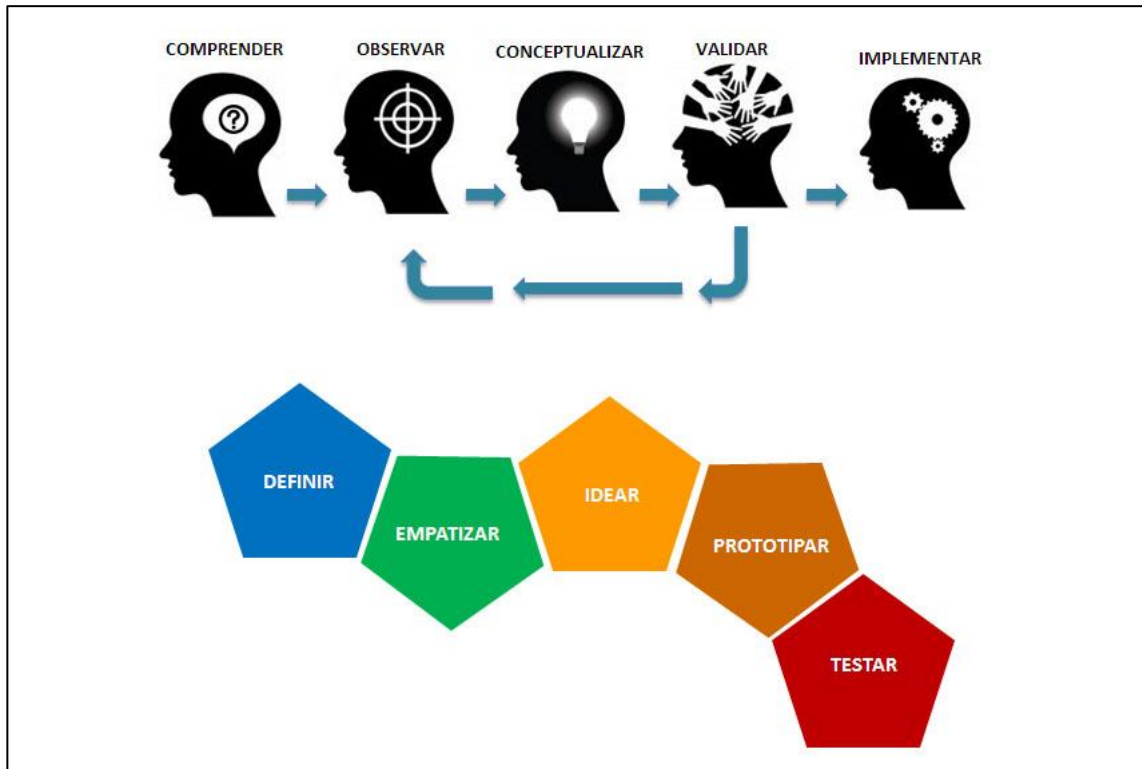 COMPRENDER
OBSERVAR
CONCEPTUALIZAR
VALIDAR
IMPLEMENTAR
?
DEFINIR
EMPATIZAR
IDEAR
PROTOTIPAR
TESTAR